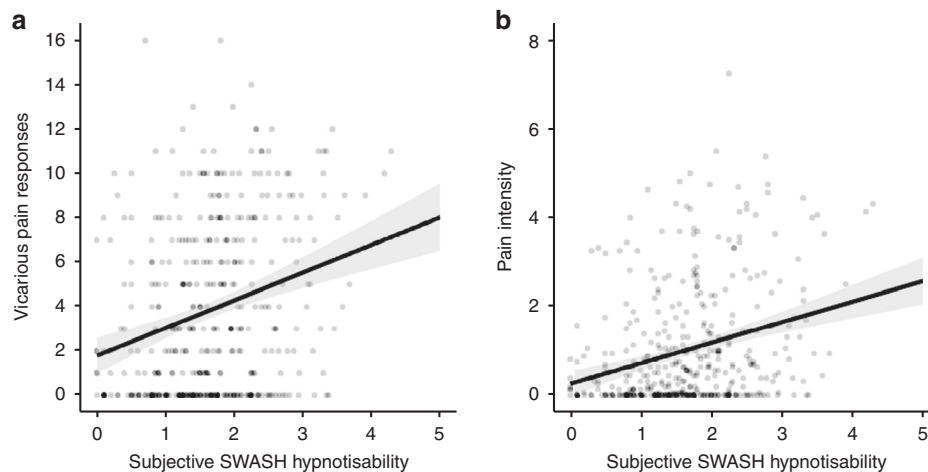 a
16
14
12
10
8
6
4
2
0
Vicarious pain responses
0 1 2 3 4 5
Subjective SWASH hypnotisability
b
8
6
4
2
0
Pain intensity
0 1 2 3 4 5
Subjective SWASH hypnotisability